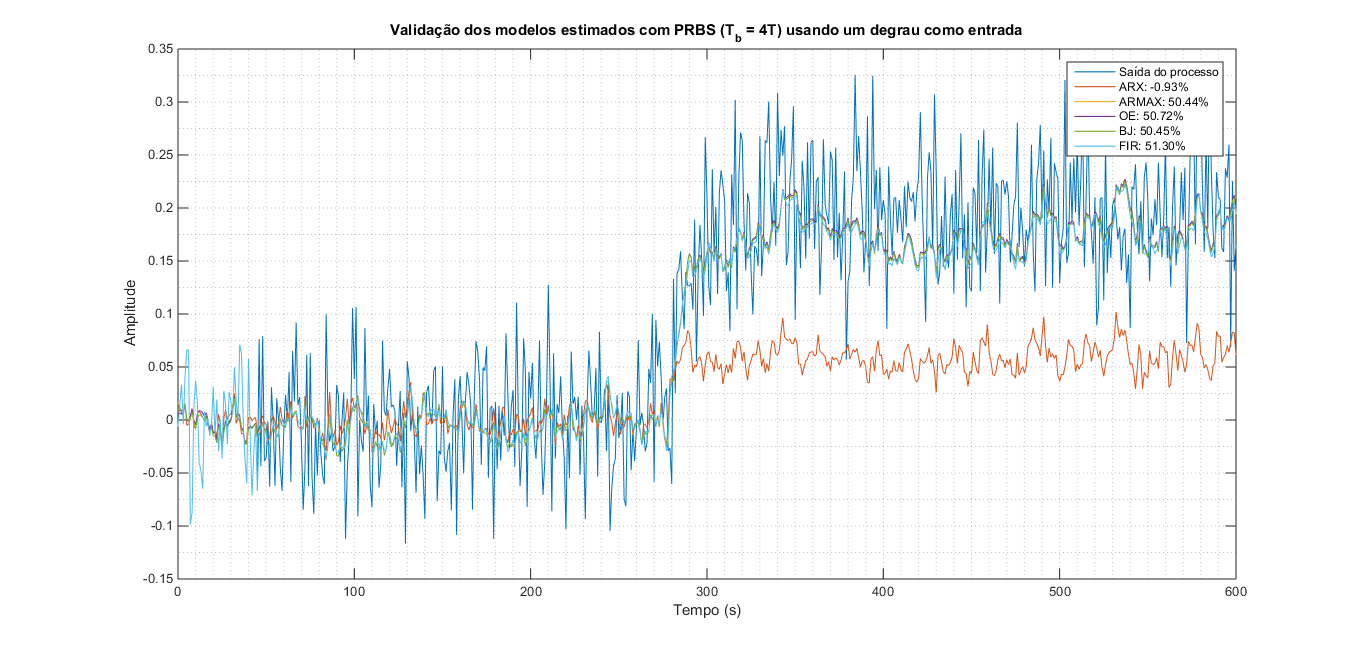 Validação dos modelos estimados com PRBS (Tb = 4T) usando um degrau como entrada
0.35
0.3
0.25
0.2
0.15
0.1
0.05
0
-0.05
-0.1
-0.15
Amplitude
Saída do processo
ARX: -0.93%
ARMAX: 50.44%
OE: 50.72%
BJ: 50.45%
FIR: 51.30%
0 100 200 300 400 500 600
Tempo (s)